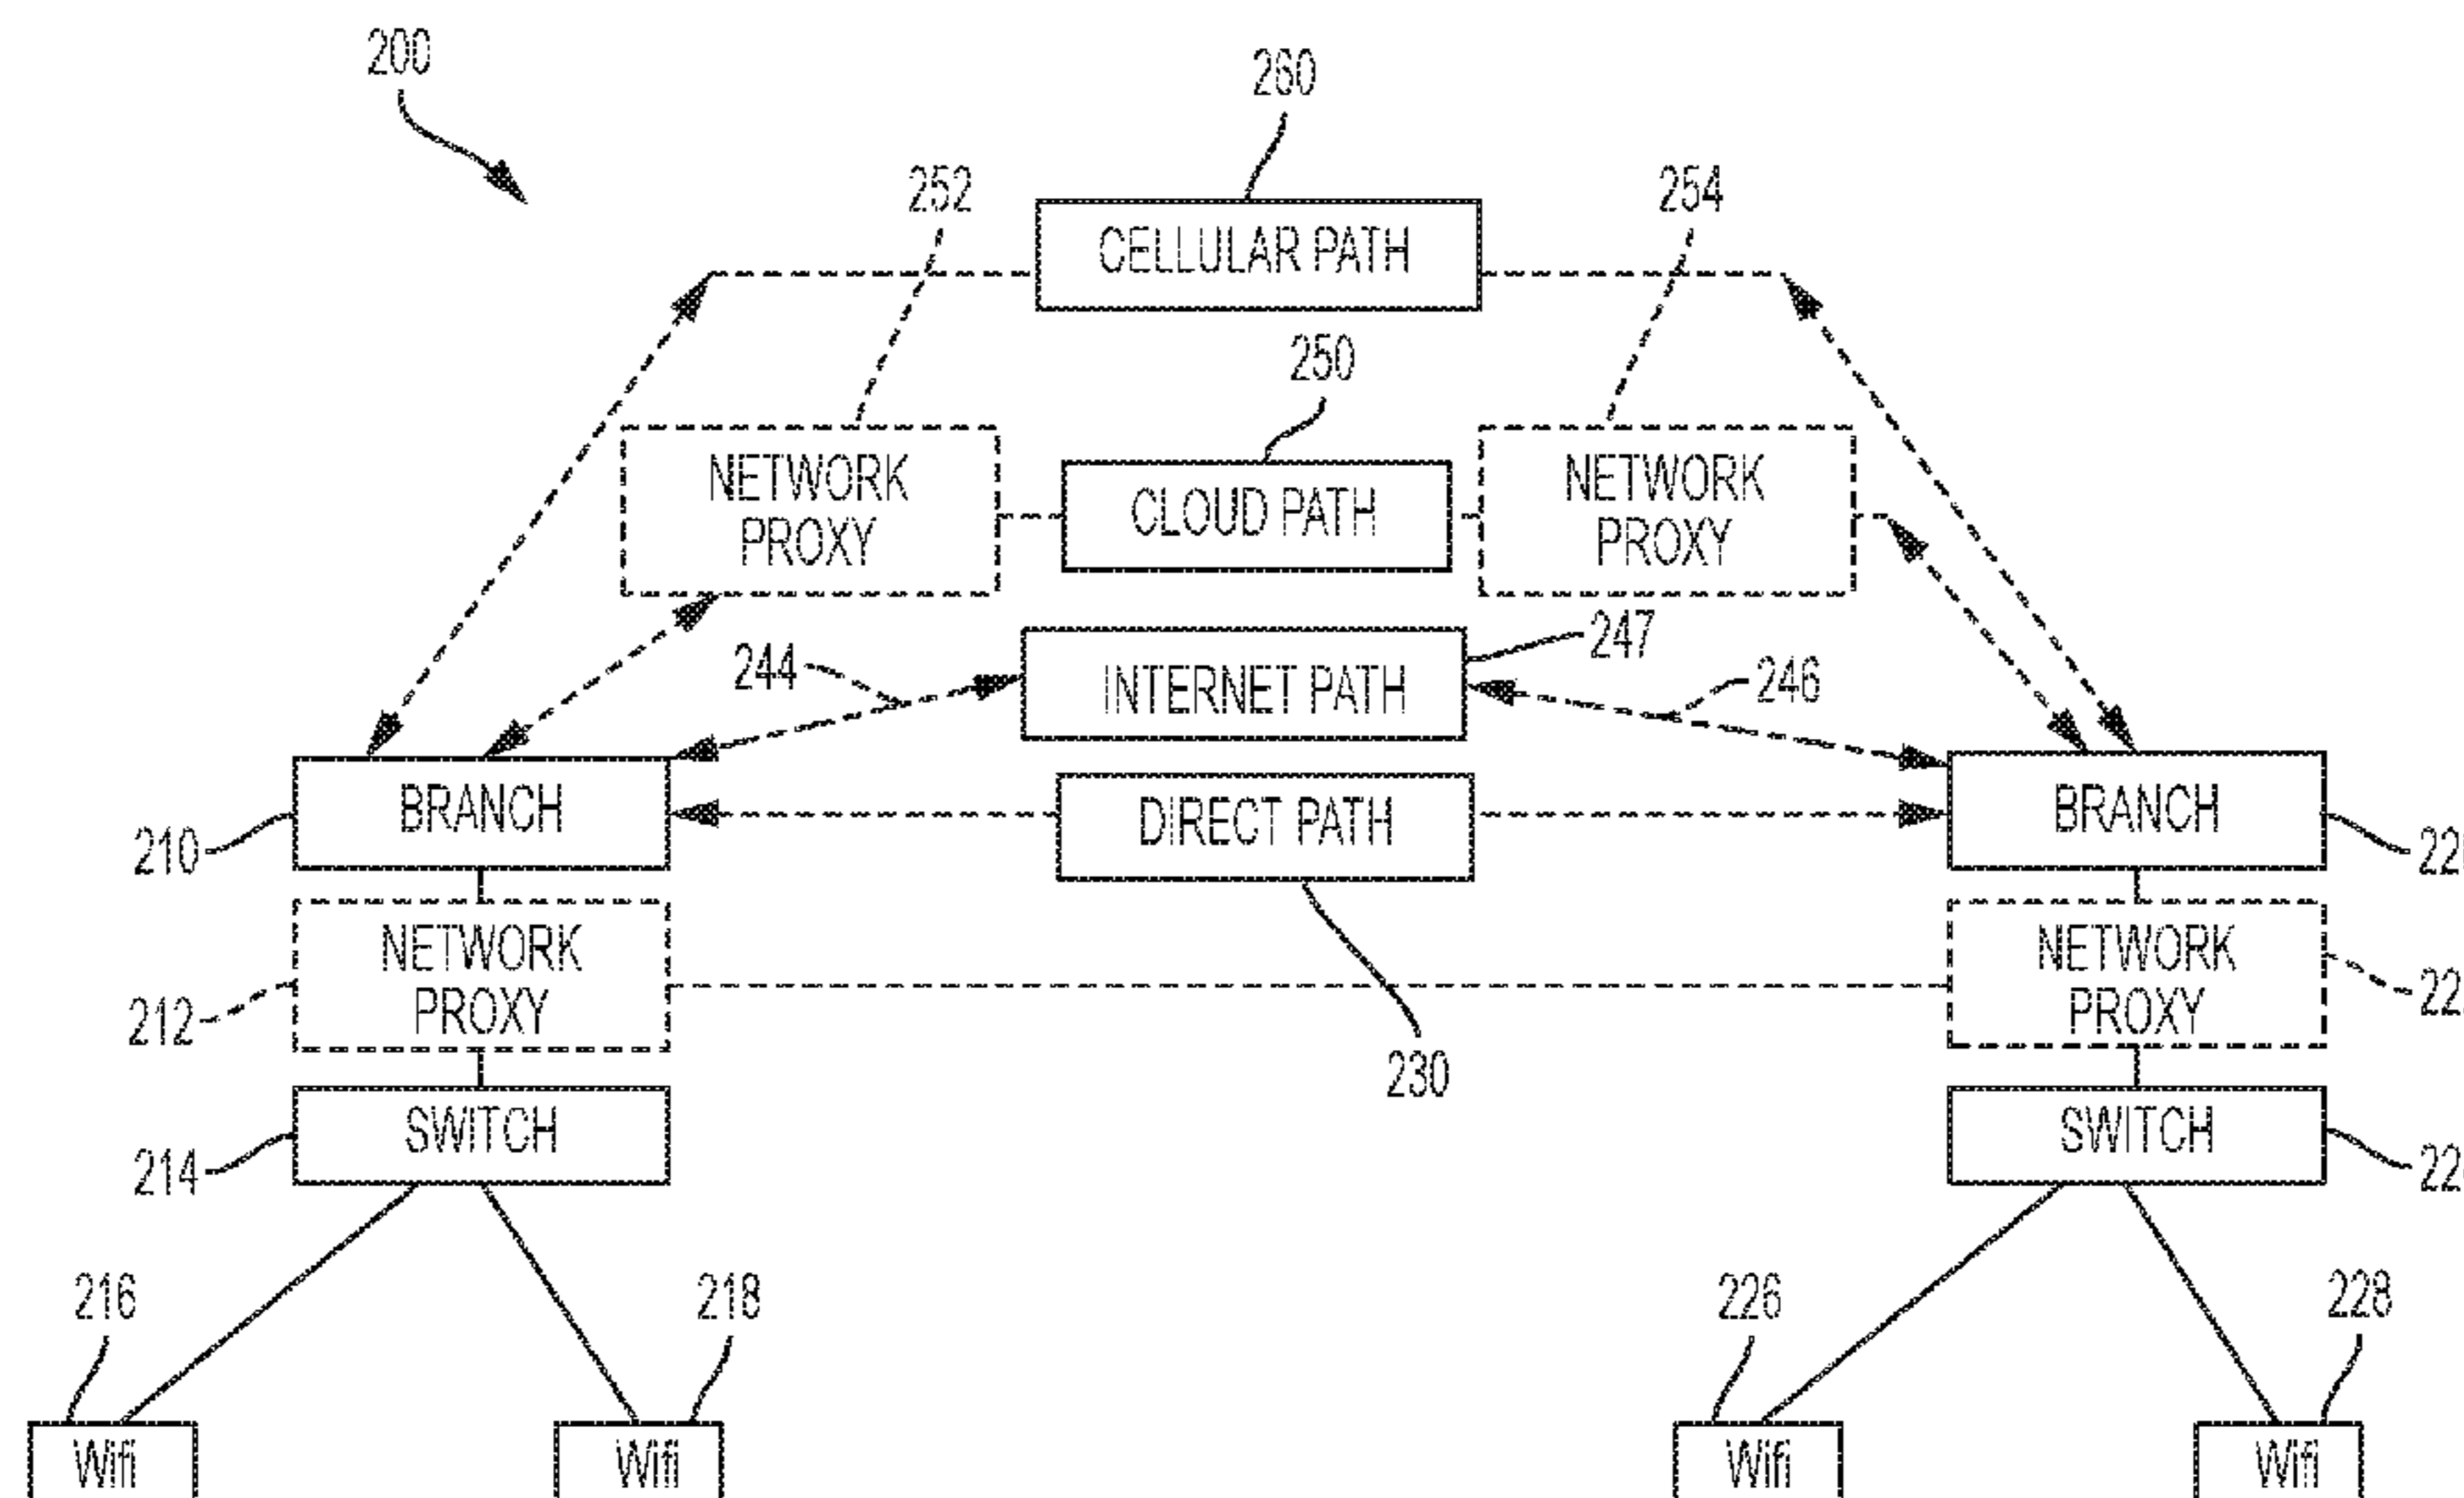 200
260
252
254
CELLULAR PATH
250
NETWORK
PROXY
CLOUD PATH
NETWORK
PROXY
247
244
246
INTERNET PATH
BRANCH
DIRECT PATH
BRANCH
210
NETWORK
PROXY
NETWORK
PROXY
212
230
SWITCH
SWITCH
214
216
218
226
228
Wifi
Wifi
Wifi
Wifi